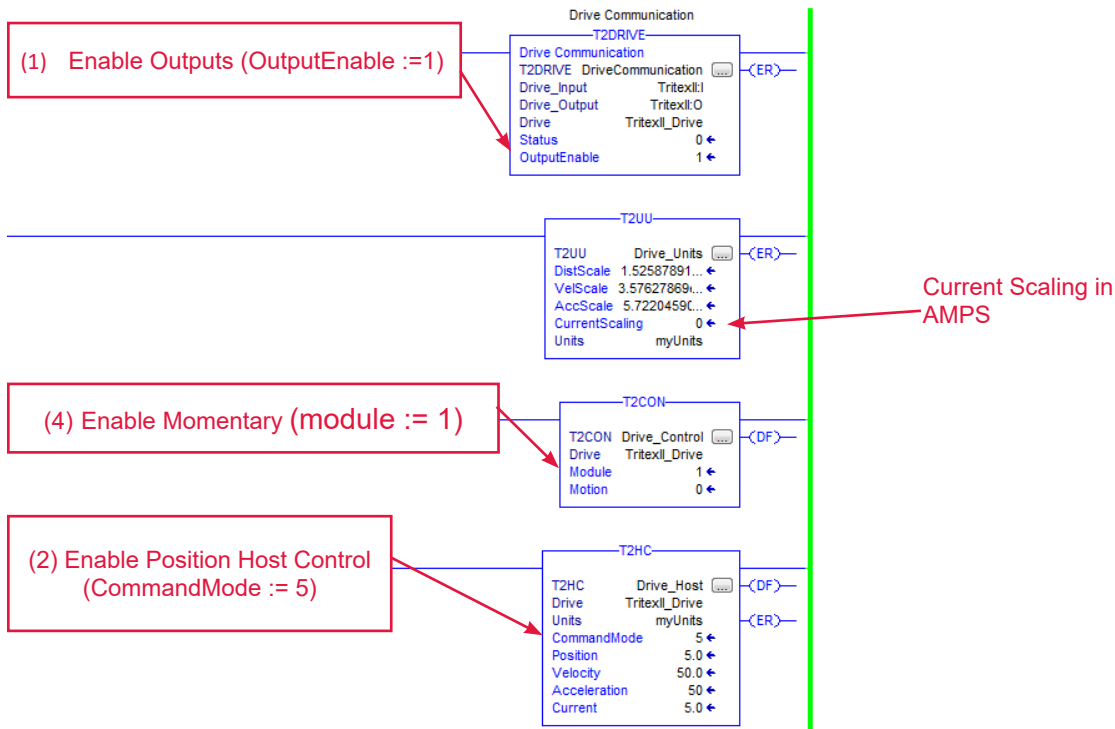 Drive Communication
(1) Enable Outputs (OutputEnable :=1)
T2DRIVE
Drive Communication
T2DRIVE DriveCommunication ... (ER)
Drive_Input TritexII:I
Drive_Output TritexII:O
Drive TritexII_Drive
Status 0
OutputEnable 1
T2UU
T2UU Drive_Units ... (ER)
DistScale 1.52587891...
VelScale 3.57627869...
AccScale 5.7220459...
CurrentScaling 0
Units myUnits
Current Scaling in
AMPS
(4) Enable Momentary (module := 1)
T2CON
T2CON Drive_Control ... (DF)
Drive TritexII_Drive
Module 1
Motion 0
(2) Enable Position Host Control
(CommandMode := 5)
T2HC
T2HC Drive_Host ... (DF)
Drive TritexII_Drive
Units myUnits (ER)
CommandMode 5
Position 5.0
Velocity 50.0
Acceleration 50
Current 5.0